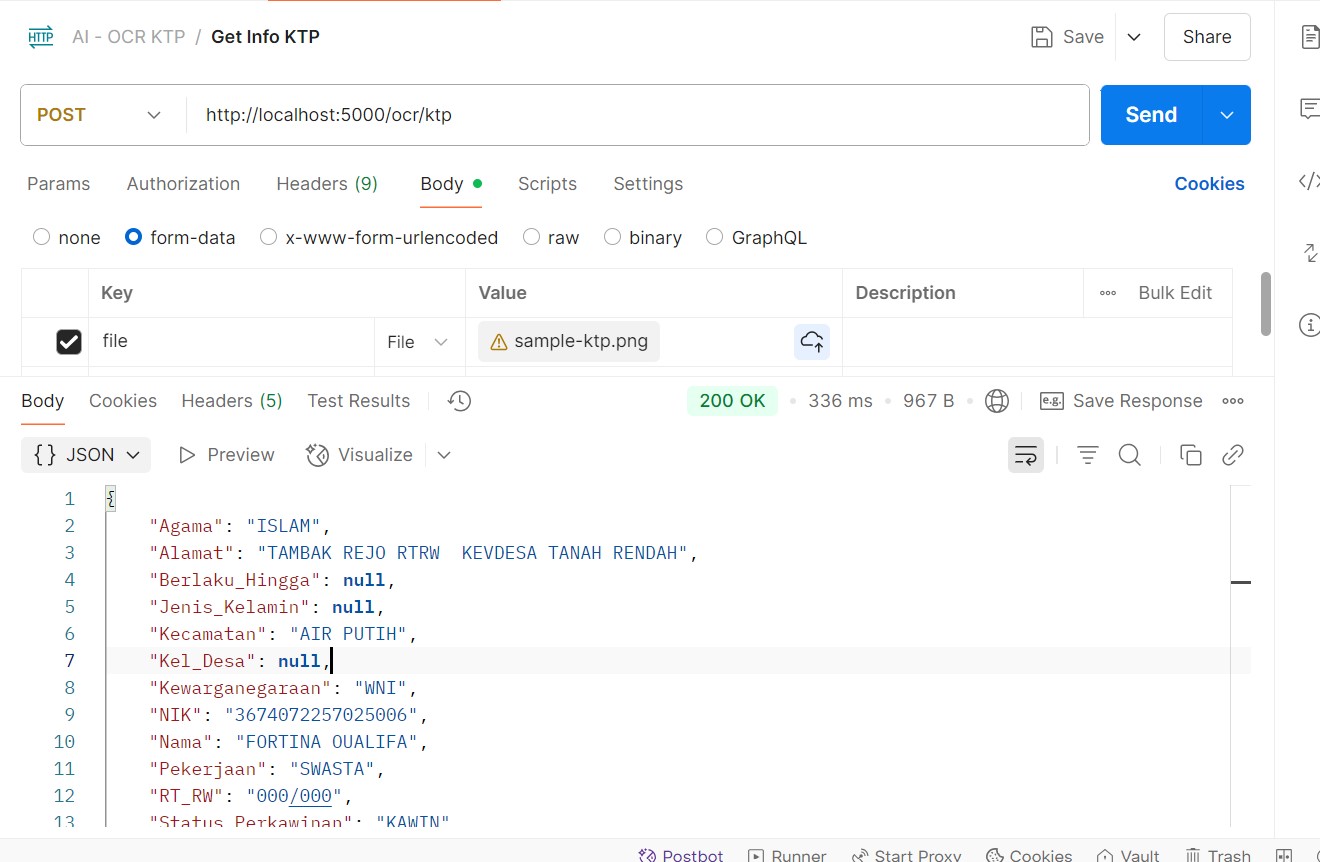 HTTP AI - OCR KTP / Get Info KTP Save Share
POST http://localhost:5000/ocr/ktp Send
Params Authorization Headers (9) Body Scripts Settings Cookies
none form-data x-www-form-urlencoded raw binary GraphQL
Key Value Description Bulk Edit
file File sample-ktp.png
Body Cookies Headers (5) Test Results 200 OK 336 ms 967 B e.g. Save Response
{} JSON Preview Visualize
1 {
2 "Agama": "ISLAM",
3 "Alamat": "TAMBAK REJO RTRW  KEVDESA TANAH RENDAH",
4 "Berlaku_Hingga": null,
5 "Jenis_Kelamin": null,
6 "Kecamatan": "AIR PUTIH",
7 "Kel_Desa": null,
8 "Kewarganegaraan": "WNI",
9 "NIK": "3674072257025006",
10 "Nama": "FORTINA OUALIFA",
11 "Pekerjaan": "SWASTA",
12 "RT_RW": "000/000",
13 "Status_Perkawinan": "KAWIN"
Postbot Runner Start Proxy Cookies Vault Trash